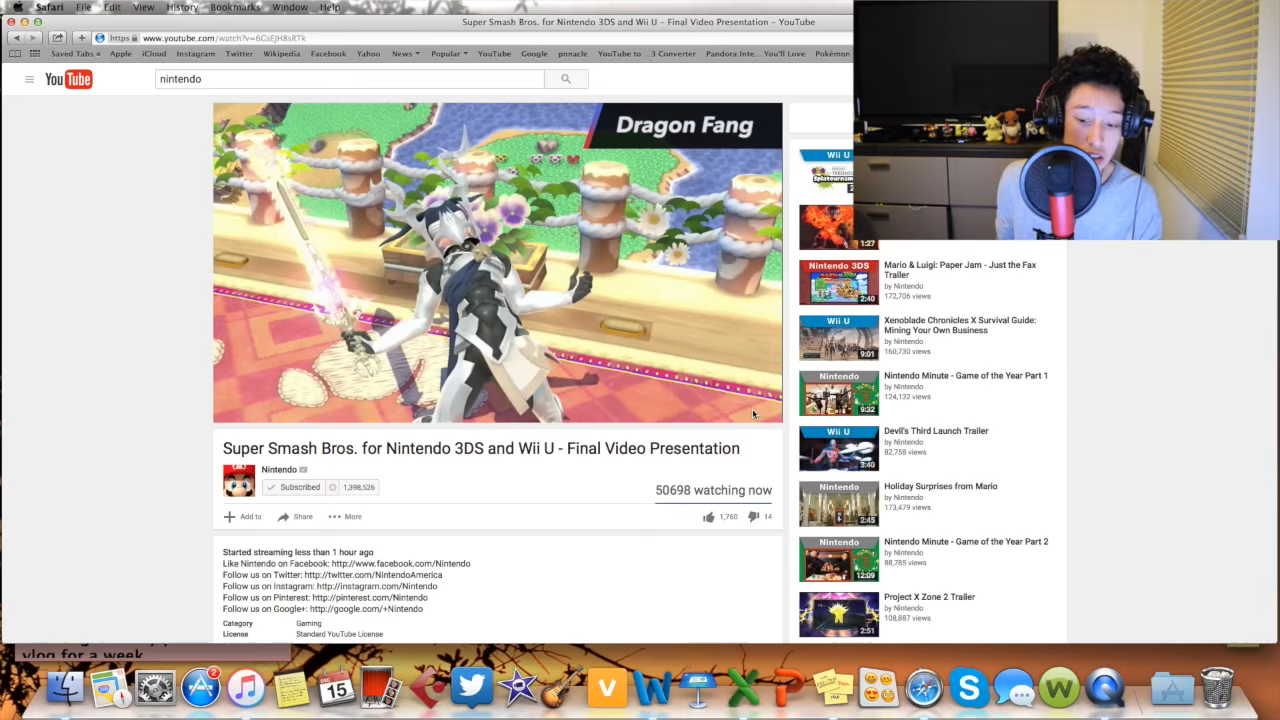 Safari File Edit View History Bookmarks Window Help
Super Smash Bros. for Nintendo 3DS and Wii U – Final Video Presentation – YouTube
https www.youtube.com/watch?v=6GsEJH8sRTk
Saved Tabs Apple iCloud Instagram Twitter Wikipedia Facebook Yahoo News Popular YouTube Google pnnacle YouTube to ...3 Converter Pandora Inte... You'll Love Pokémon
YouTube
nintendo
Dragon Fang
Super Smash Bros. for Nintendo 3DS and Wii U - Final Video Presentation
Nintendo
Subscribed 1,398,526
50698 watching now
Add to Share More 1,760 14
Started streaming less than 1 hour ago
Like Nintendo on Facebook: http://www.facebook.com/Nintendo
Follow us on Twitter: http://twitter.com/NintendoAmerica
Follow us on Instagram: http://instagram.com/Nintendo
Follow us on Pinterest: http://pinterest.com/Nintendo
Follow us on Google+: http://google.com/+Nintendo
Category Gaming
License Standard YouTube License
Wii U
1:27
Nintendo 3DS
2:40
Mario & Luigi: Paper Jam - Just the Fax
Trailer
by Nintendo
172,706 views
Wii U
9:01
Xenoblade Chronicles X Survival Guide:
Mining Your Own Business
by Nintendo
160,730 views
Nintendo
9:32
Nintendo Minute - Game of the Year Part 1
by Nintendo
124,132 views
Wii U
3:40
Devil's Third Launch Trailer
by Nintendo
82,758 views
Nintendo
2:45
Holiday Surprises from Mario
by Nintendo
173,479 views
Nintendo
12:09
Nintendo Minute - Game of the Year Part 2
by Nintendo
88,785 views
2:51
Project X Zone 2 Trailer
by Nintendo
108,887 views
vlog for a week
2
DEC
15